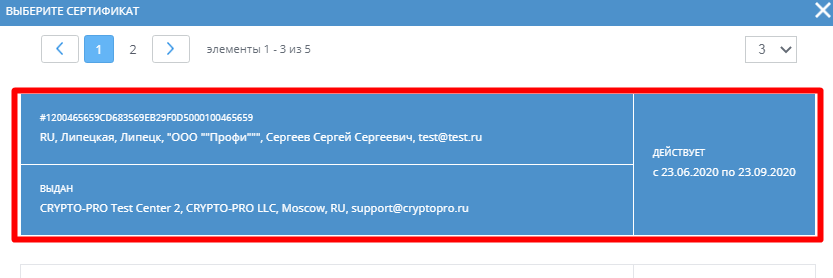 ВЫБЕРИТЕ СЕРТИФИКАТ
1 2 элементы 1 - 3 из 5 3
#1200465659CD683569EB29F0D5000100465659
RU, Липецкая, Липецк, "ООО ""Профи""", Сергеев Сергей Сергеевич, test@test.ru
ДЕЙСТВУЕТ
с 23.06.2020 по 23.09.2020
ВЫДАН
CRYPTO-PRO Test Center 2, CRYPTO-PRO LLC, Moscow, RU, support@cryptopro.ru